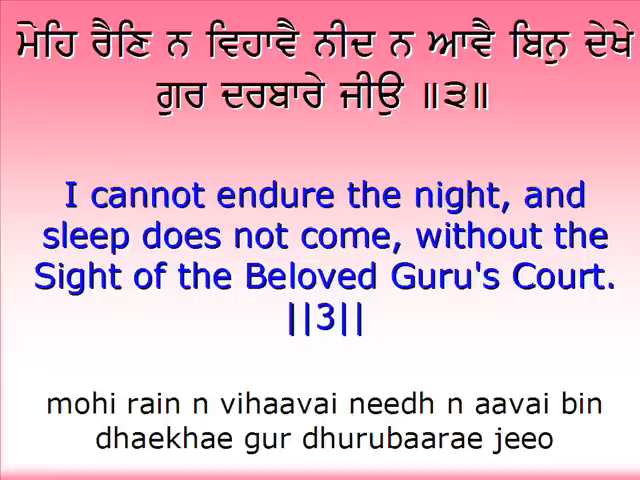 ਮੋਹਿ ਰੈਣਿ ਨ ਵਿਹਾਵੈ ਨੀਦ ਨ ਆਵੈ ਬਿਨੁ ਦੇਖੇ
ਗੁਰ ਦਰਬਾਰੇ ਜੀਉ ॥੩॥
I cannot endure the night, and
sleep does not come, without the
Sight of the Beloved Guru's Court.
||3||
mohi rain n vihaavai needh n aavai bin
dhaekhae gur dhurubaarae jeeo